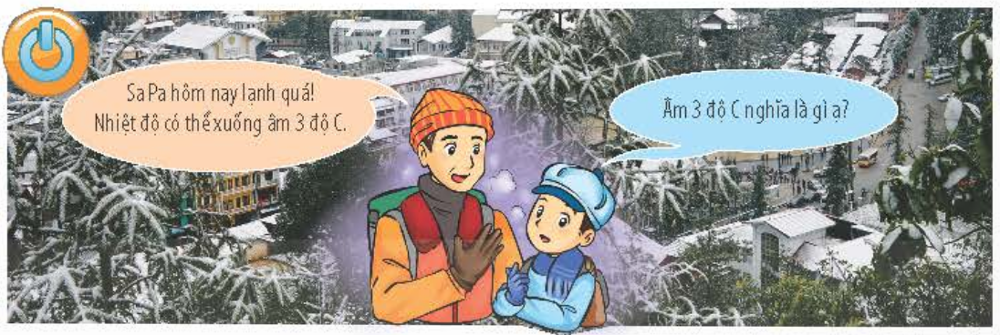 Sa Pa hôm nay lạnh quá!
Nhiệt độ có thể xuống âm 3 độ C.
Âm 3 độ C nghĩa là gì ạ?